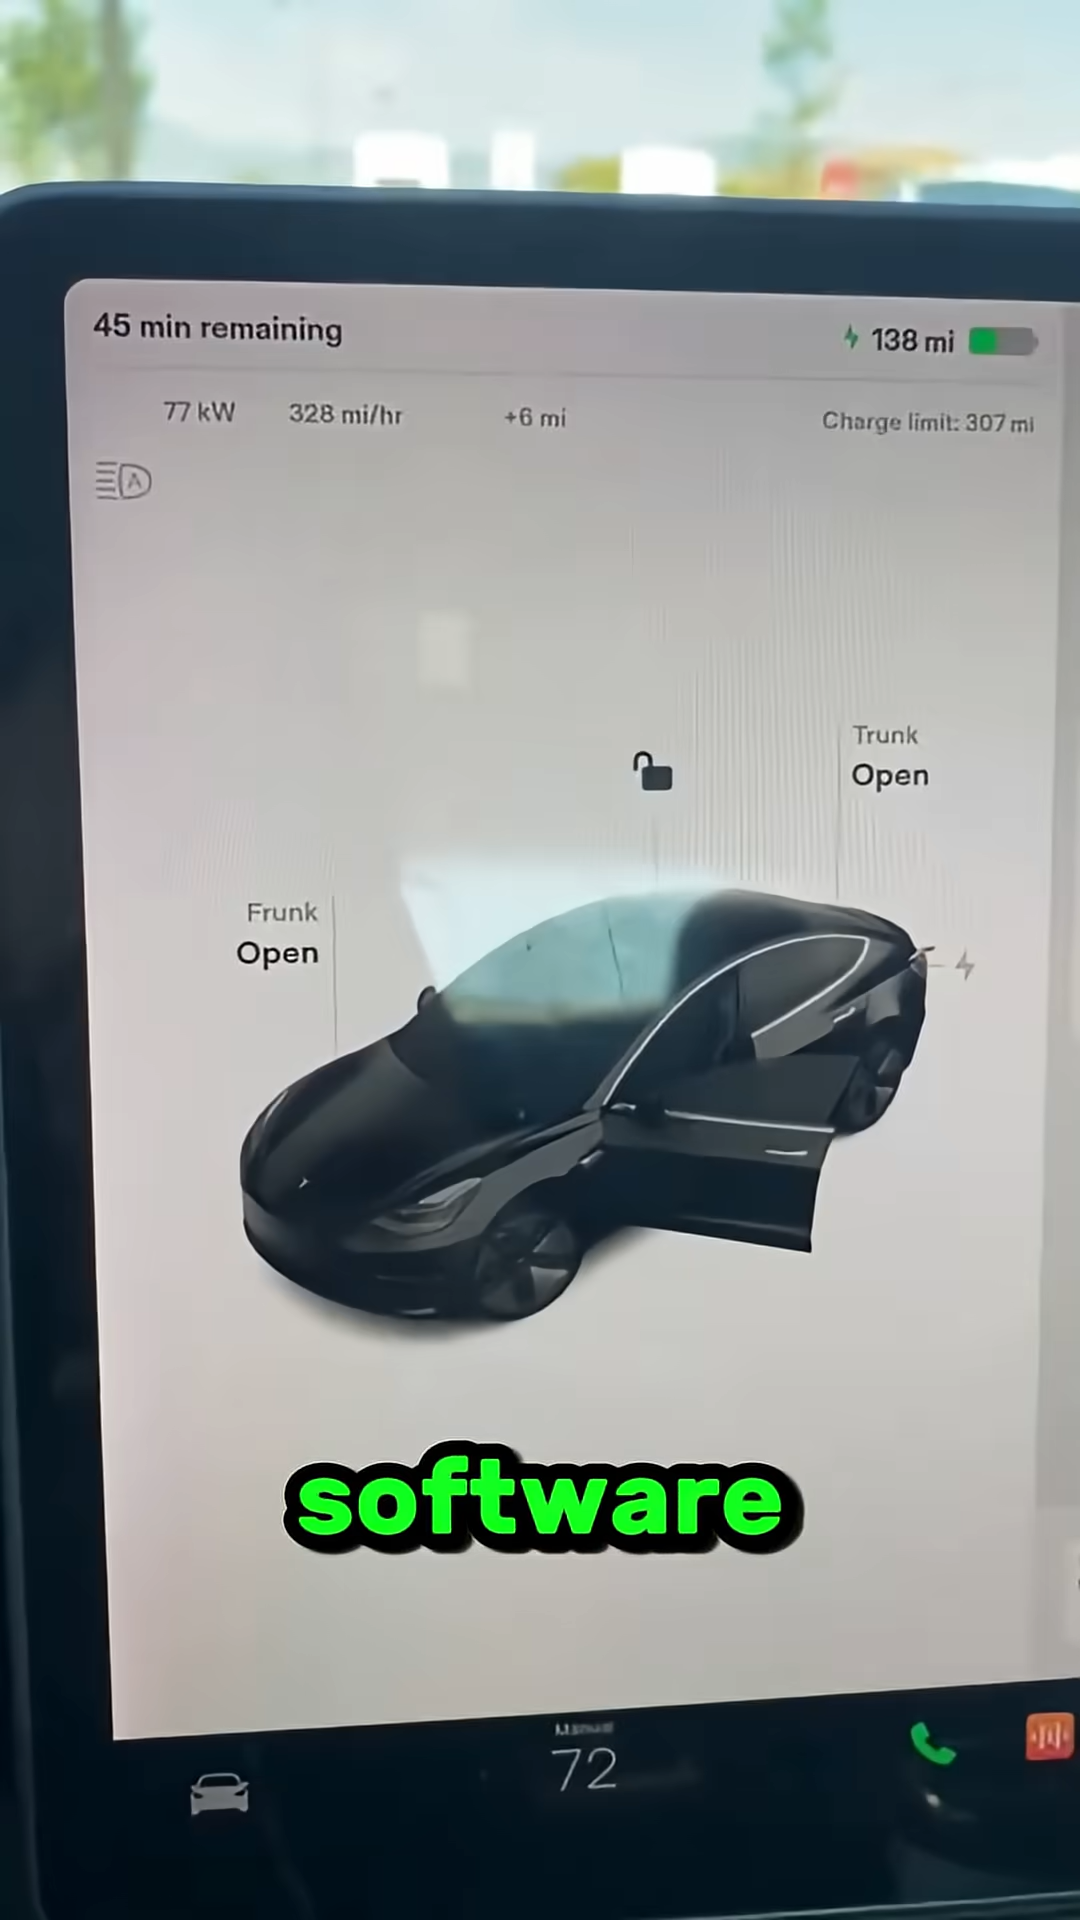 45 min remaining
138 mi
77 kW 328 mi/hr +6 mi Charge limit: 307 mi
A
Trunk
Open
Frunk
Open
software
Manual
72